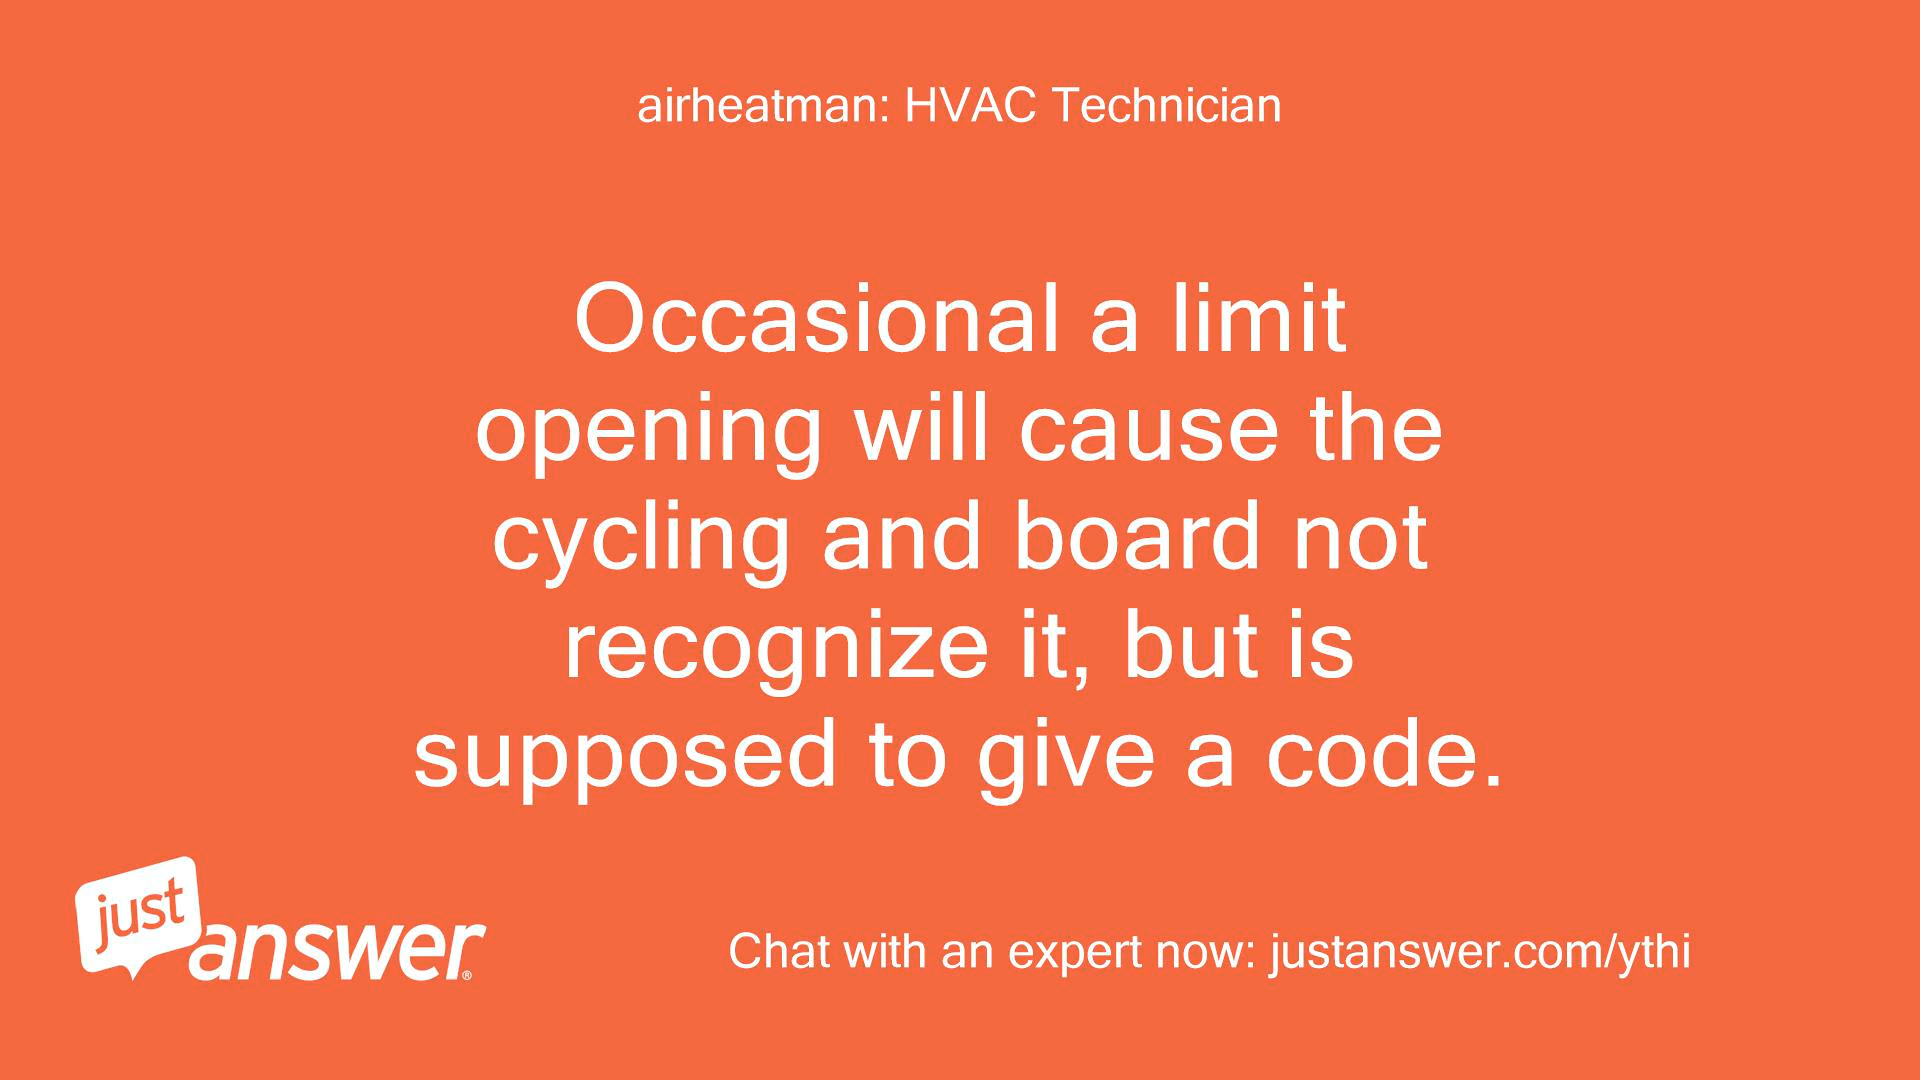 airheatman: HVAC Technician
Occasional a limit
opening will cause the
cycling and board not
recognize it, but is
supposed to give a code.
just
answer®
Chat with an expert now: justanswer.com/ythi